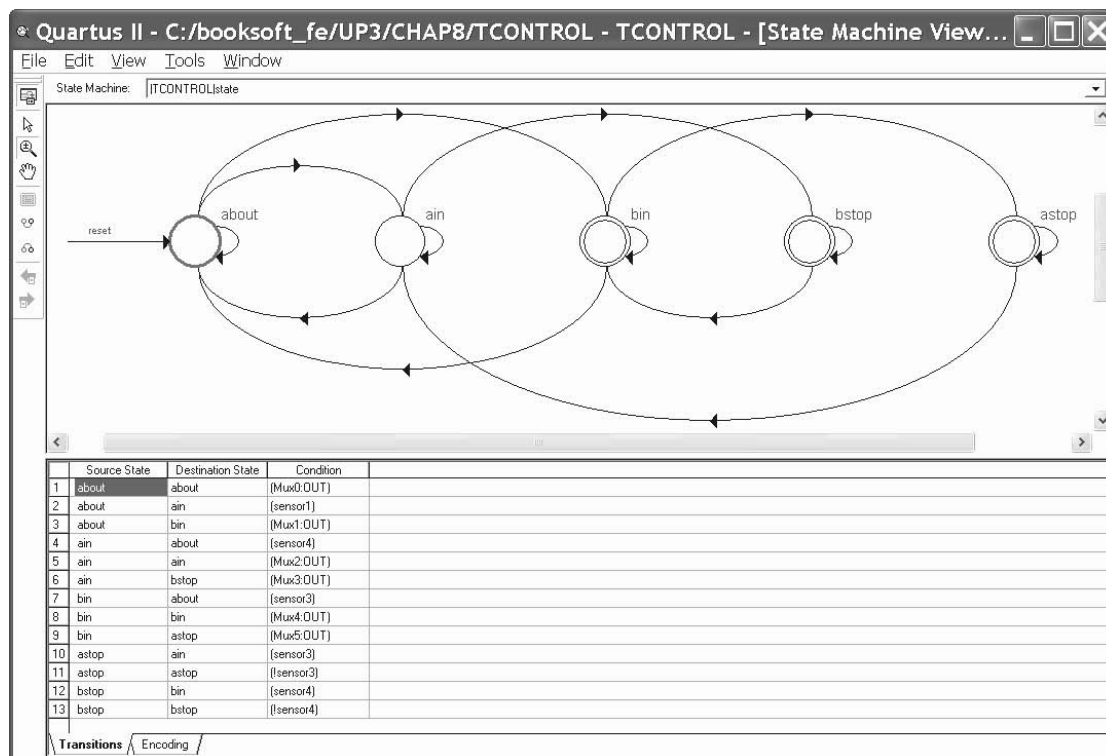 Quartus II - C:/booksoft_fe/UP3/CHAP8/TCONTROL - TCONTROL - [State Machine View...
File Edit View Tools Window
State Machine: |TCONTROL|state
about ain bin bstop astop
reset
Source State Destination State Condition
1 about about (Mux0:OUT)
2 about ain (sensor1)
3 about bin (Mux1:OUT)
4 ain about (sensor4)
5 ain ain (Mux2:OUT)
6 ain bstop (Mux3:OUT)
7 bin about (sensor3)
8 bin bin (Mux4:OUT)
9 bin astop (Mux5:OUT)
10 astop ain (sensor3)
11 astop astop (!sensor3)
12 bstop bin (sensor4)
13 bstop bstop (!sensor4)
Transitions Encoding